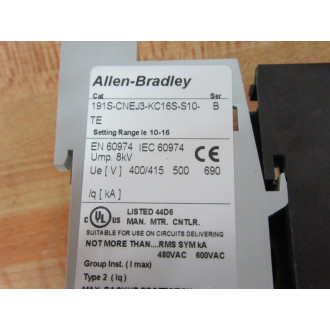 Allen-Bradley
Cat Ser
191S-CNEJ3-KC16S-S10- B
TE
Setting Range Ie 10-16
EN 60974 IEC 60974
Uimp. 8kV CE
Ue [ V ] 400/415 500 690
Iq [ kA ]
c UL us LISTED 44D6
MAN. MTR. CNTLR.
SUITABLE FOR USE ON CIRCUITS DELIVERING
NOT MORE THAN....RMS SYM kA
480VAC 600VAC
Group Inst. ( I max)
Type 2 ( Iq )